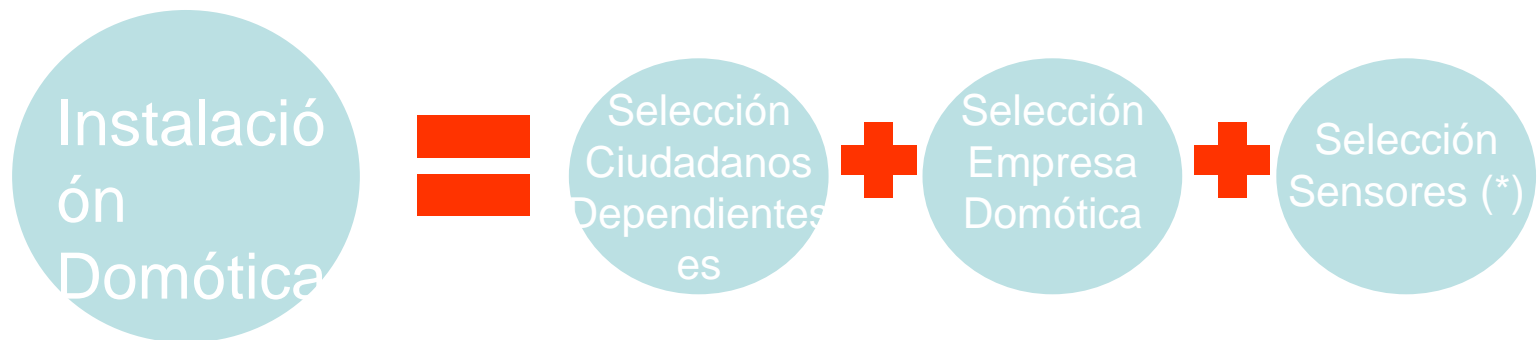 Instalació
ón
Domótica
Selección
Ciudadanos
Dependientes
es
Selección
Empresa
Domótica
Selección
Sensores (*)